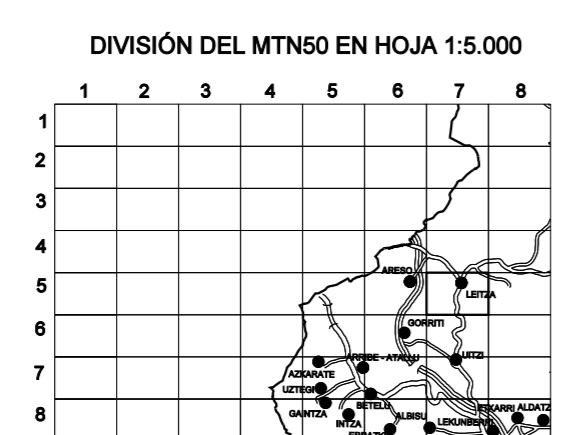 DIVISIÓN DEL MTN50 EN HOJA 1:5.000
1 2 3 4 5 6 7 8
1
2
3
4
ARESO
5
LEITZA
6
GORRITI
ARRIBE - ATALLU
UITZI
7
AZKARATE
UZTEGI
BETELU
ETXARRI ALDATZ
8
GAINTZA
ALBISU
INTZA
LEKUNBERRI